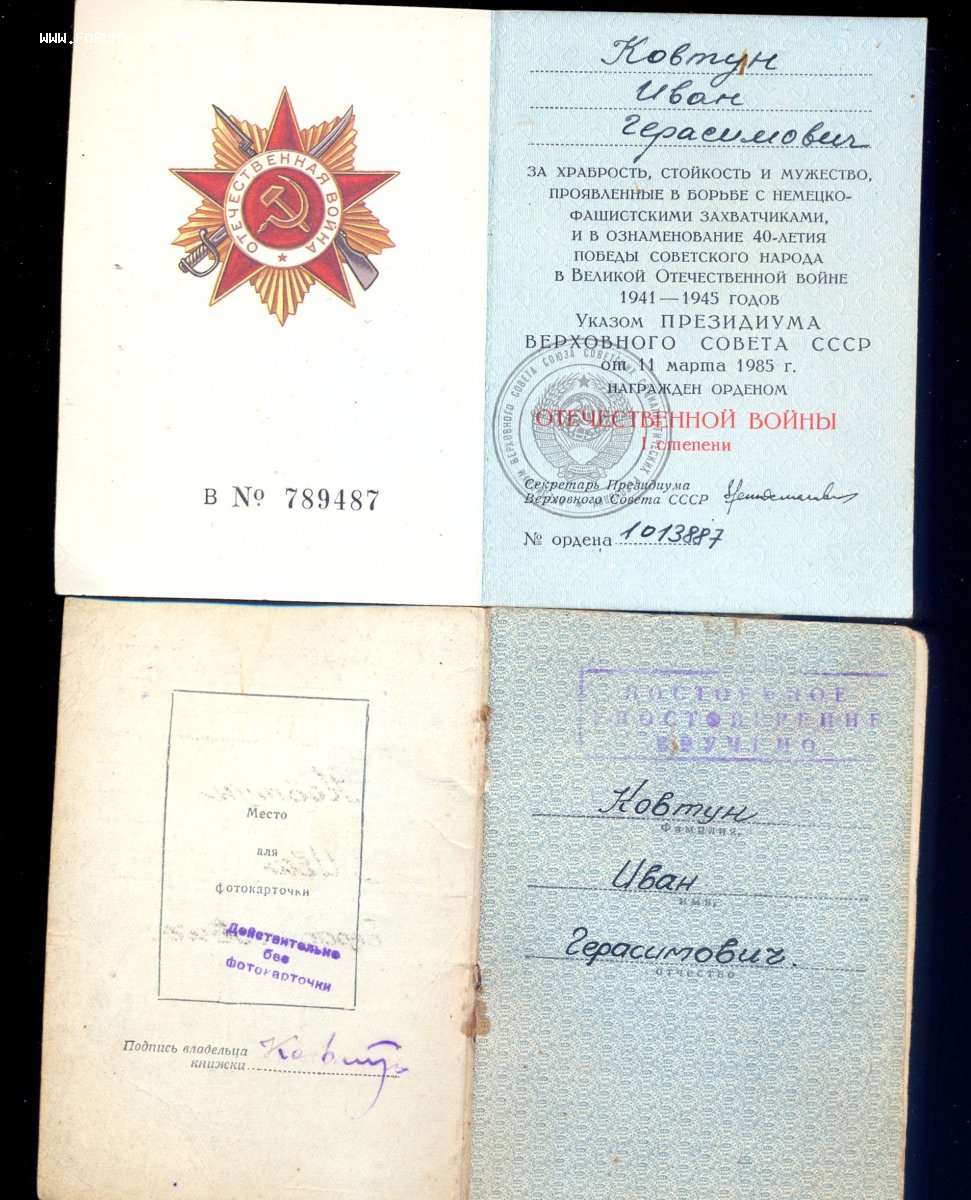 Ковтун
Иван
Герасимович
ЗА ХРАБРОСТЬ, СТОЙКОСТЬ И МУЖЕСТВО,
ПРОЯВЛЕННЫЕ В БОРЬБЕ С НЕМЕЦКО-
ФАШИСТСКИМИ ЗАХВАТЧИКАМИ,
И В ОЗНАМЕНОВАНИЕ 40-ЛЕТИЯ
ПОБЕДЫ СОВЕТСКОГО НАРОДА
В ВЕЛИКОЙ ОТЕЧЕСТВЕННОЙ ВОЙНЕ
1941—1945 ГОДОВ
УКАЗОМ ПРЕЗИДИУМА
ВЕРХОВНОГО СОВЕТА СССР
от 11 марта 1985 г.
НАГРАЖДЕН ОРДЕНОМ
ОТЕЧЕСТВЕННОЙ ВОЙНЫ
I степени
Секретарь Президиума
Верховного Совета СССР
№ ордена 1013887
ОТЕЧЕСТВЕННАЯ ВОЙНА
В № 789487
Место
для
фотокарточки
Действительно
без
фотокарточки
Подпись владельца
книжки Ковтун
УДОСТОВЕРЕНИЕ
ВРУЧЕНО
Ковтун
Фамилия,
Иван
имя,
Герасимович.
отчество